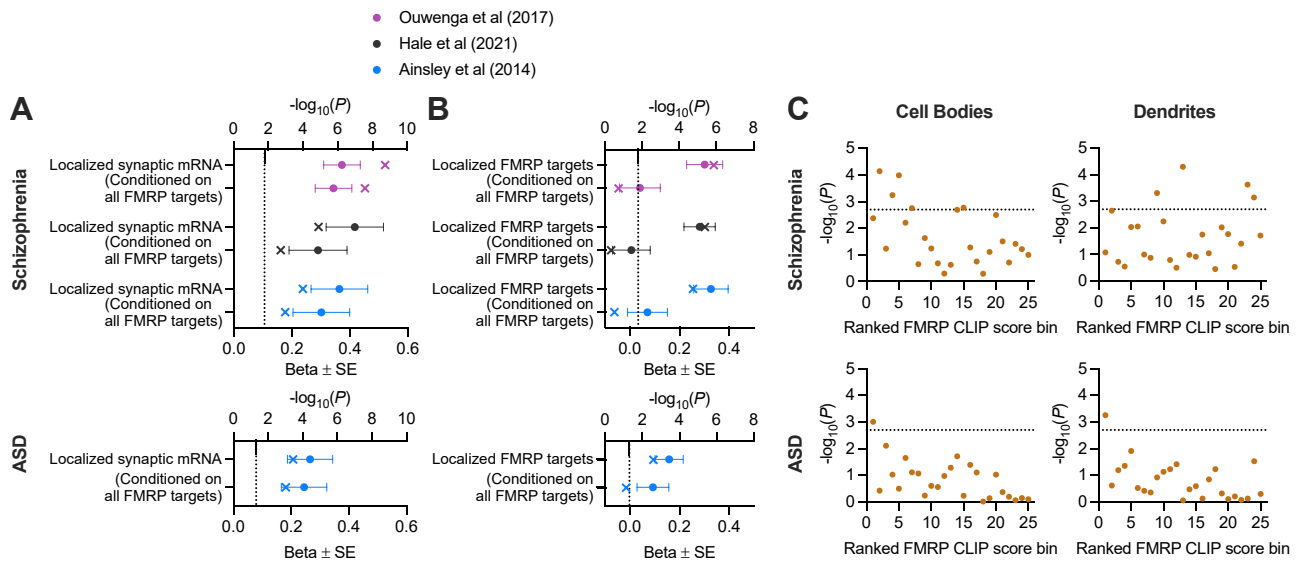 Ouwenga et al (2017)
Hale et al (2021)
Ainsley et al (2014)
A
Schizophrenia
-log10(P)
0 2 4 6 8 10
Localized synaptic mRNA
(Conditioned on
all FMRP targets)
Localized synaptic mRNA
(Conditioned on
all FMRP targets)
Localized synaptic mRNA
(Conditioned on
all FMRP targets)
0.0 0.2 0.4 0.6
Beta ± SE
ASD
-log10(P)
0 2 4 6 8 10
Localized synaptic mRNA
(Conditioned on
all FMRP targets)
0.0 0.2 0.4 0.6
Beta ± SE
B
-log10(P)
0 2 4 6 8
Localized FMRP targets
(Conditioned on
all FMRP targets)
Localized FMRP targets
(Conditioned on
all FMRP targets)
Localized FMRP targets
(Conditioned on
all FMRP targets)
0.0 0.2 0.4
Beta ± SE
-log10(P)
0 2 4 6 8
Localized FMRP targets
(Conditioned on
all FMRP targets)
0.0 0.2 0.4
Beta ± SE
C
Cell Bodies
Dendrites
Schizophrenia
-log10(P)
5
4
3
2
1
0
0 5 10 15 20 25
Ranked FMRP CLIP score bin
-log10(P)
5
4
3
2
1
0
0 5 10 15 20 25
Ranked FMRP CLIP score bin
ASD
-log10(P)
5
4
3
2
1
0
0 5 10 15 20 25
Ranked FMRP CLIP score bin
-log10(P)
5
4
3
2
1
0
0 5 10 15 20 25
Ranked FMRP CLIP score bin